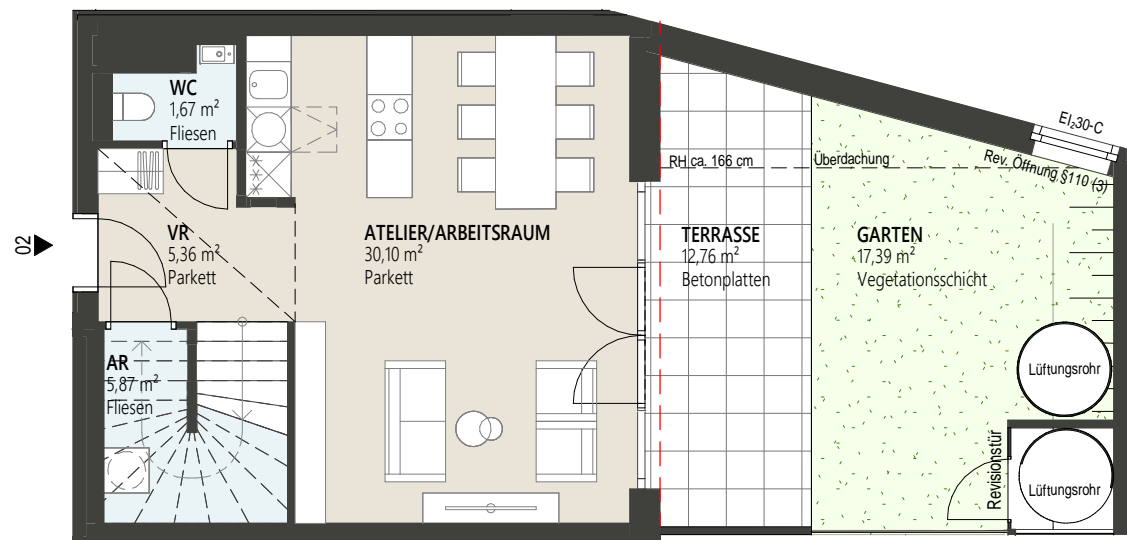 WC
1,67 m²
Fliesen
EI₂30-C
RH ca. 166 cm
Überdachung
Rev. Öffnung §110 (3)
02
VR
5,36 m²
Parkett
ATELIER/ARBEITSRAUM
30,10 m²
Parkett
TERRASSE
12,76 m²
Betonplatten
GARTEN
17,39 m²
Vegetationsschicht
AR
5,87 m²
Fliesen
Lüftungsrohr
Revisionstür
Lüftungsrohr